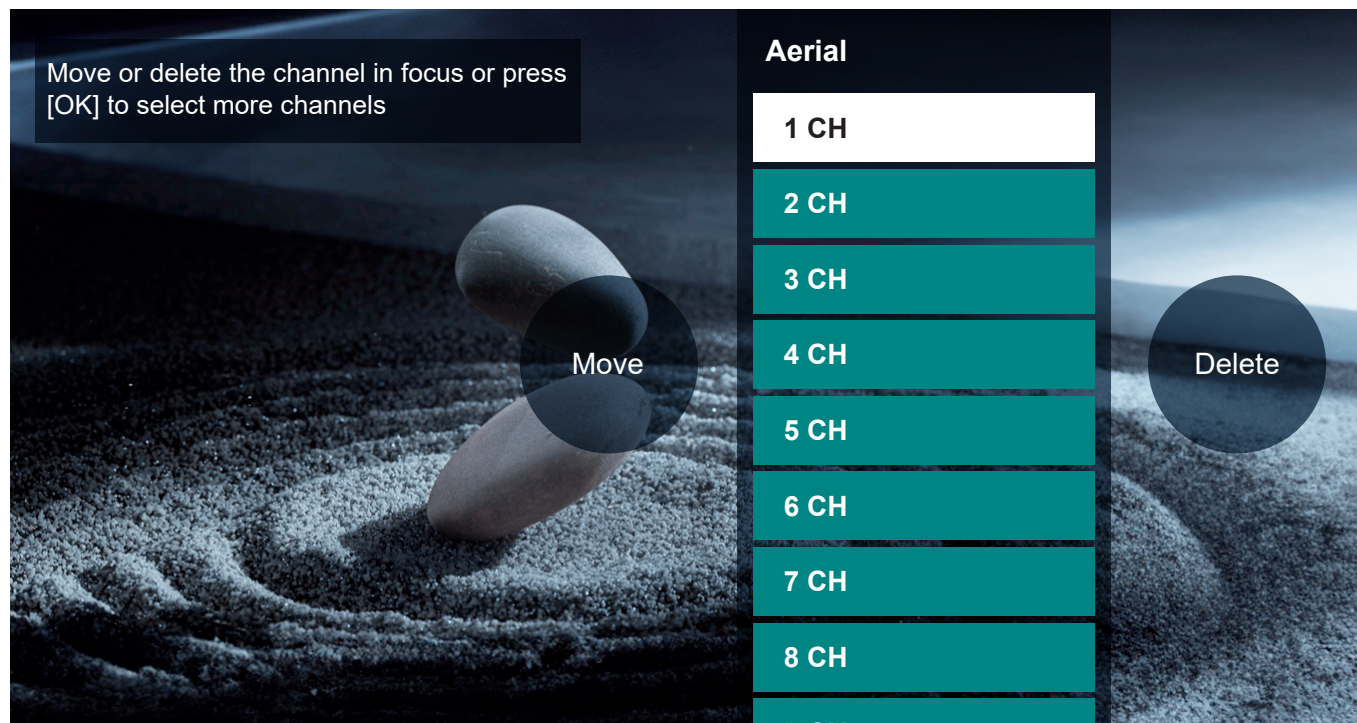 Move or delete the channel in focus or press
[OK] to select more channels
Aerial
1 CH
2 CH
3 CH
4 CH
5 CH
6 CH
7 CH
8 CH
Move
Delete